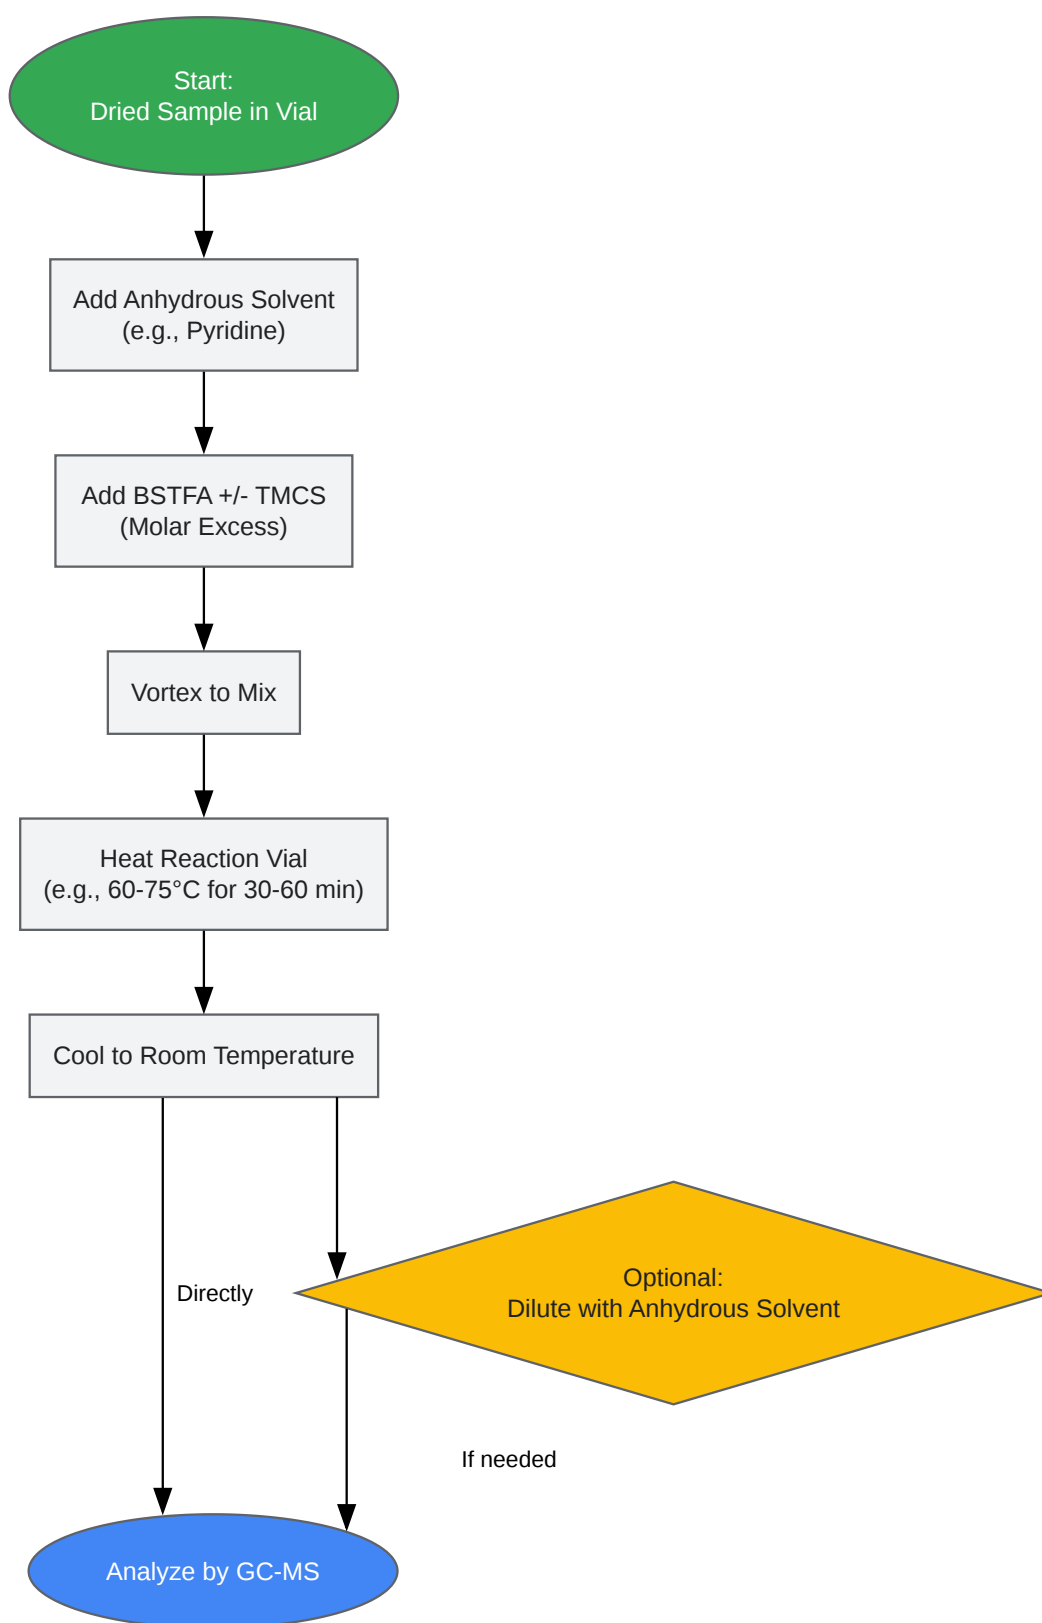 Start:
Dried Sample in Vial
Add Anhydrous Solvent
(e.g., Pyridine)
Add BSTFA +/- TMCS
(Molar Excess)
Vortex to Mix
Heat Reaction Vial
(e.g., 60-75°C for 30-60 min)
Cool to Room Temperature
Directly
Optional:
Dilute with Anhydrous Solvent
If needed
Analyze by GC-MS